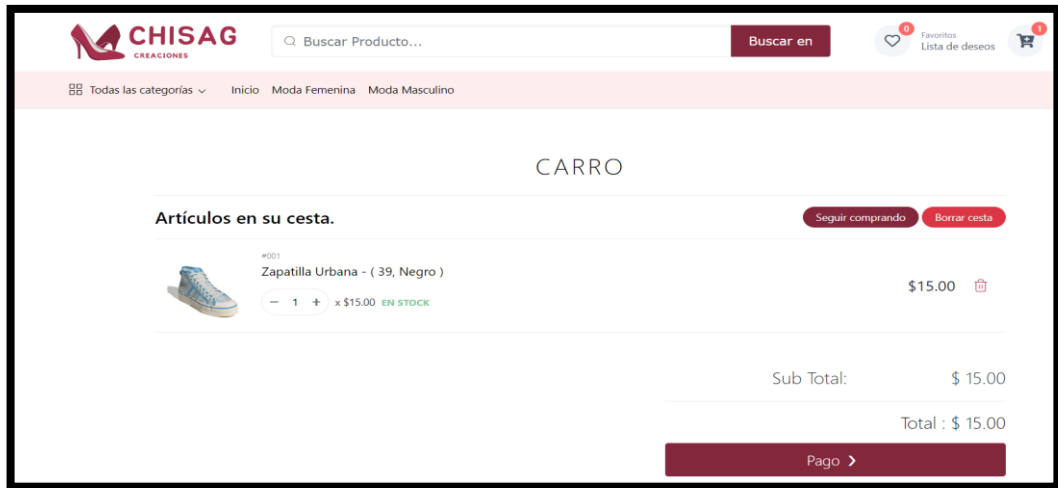 CHISAG
CREACIONES
Buscar Producto...
Buscar en
0
Favoritos
Lista de deseos
1
Todas las categorías
Inicio
Moda Femenina
Moda Masculino
CARRO
Artículos en su cesta.
Seguir comprando
Borrar cesta
#001
Zapatilla Urbana - ( 39, Negro )
− 1 + x $15.00 EN STOCK
$15.00
Sub Total: $ 15.00
Total : $ 15.00
Pago